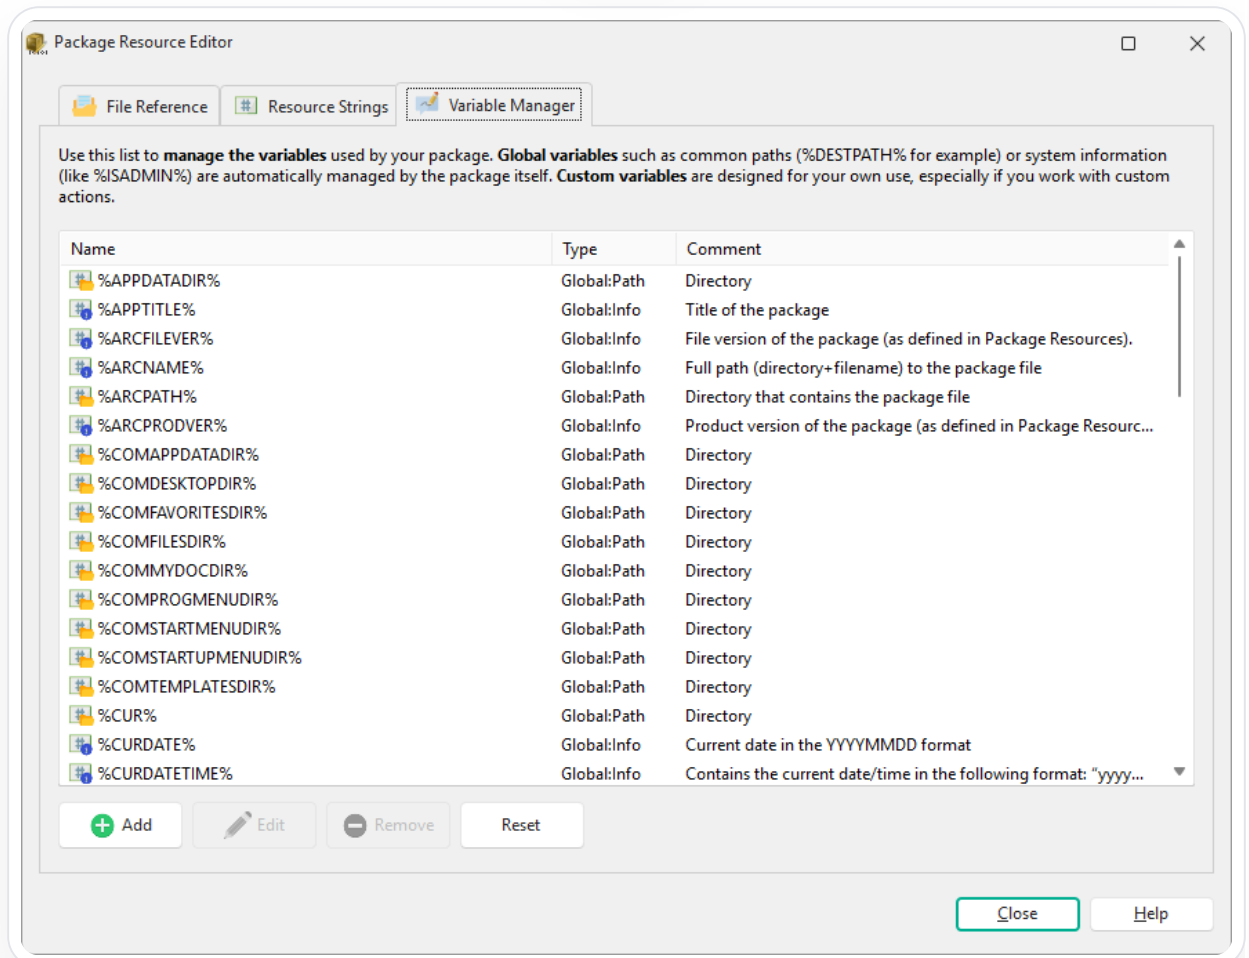 Package Resource Editor
File Reference
Resource Strings
Variable Manager
Use this list to manage the variables used by your package. Global variables such as common paths (%DESTPATH% for example) or system information
(like %ISADMIN%) are automatically managed by the package itself. Custom variables are designed for your own use, especially if you work with custom
actions.
Name Type Comment
%APPDATADIR% Global:Path Directory
%APPTITLE% Global:Info Title of the package
%ARCFILEVER% Global:Info File version of the package (as defined in Package Resources).
%ARCNAME% Global:Info Full path (directory+filename) to the package file
%ARCPATH% Global:Path Directory that contains the package file
%ARCPRODVER% Global:Info Product version of the package (as defined in Package Resourc...
%COMAPPDATADIR% Global:Path Directory
%COMDESKTOPDIR% Global:Path Directory
%COMFAVORITESDIR% Global:Path Directory
%COMFILESDIR% Global:Path Directory
%COMMYDOCDIR% Global:Path Directory
%COMPROGMENUDIR% Global:Path Directory
%COMSTARTMENUDIR% Global:Path Directory
%COMSTARTUPMENUDIR% Global:Path Directory
%COMTEMPLATESDIR% Global:Path Directory
%CUR% Global:Path Directory
%CURDATE% Global:Info Current date in the YYYYMMDD format
%CURDATETIME% Global:Info Contains the current date/time in the following format: "yyyy...
Add Edit Remove Reset
Close Help